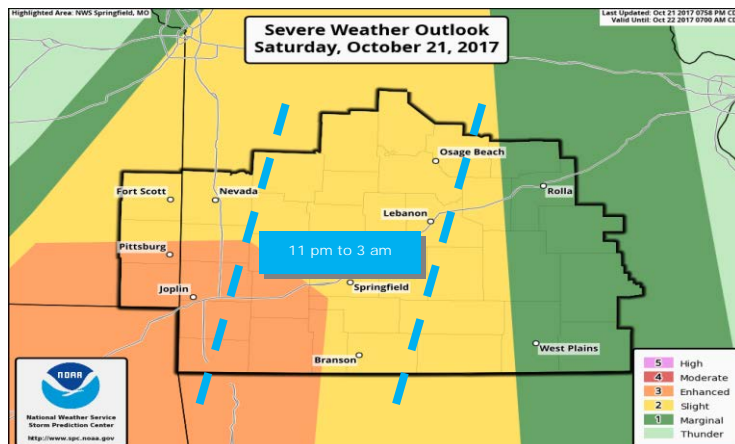 Highlighted Area: NWS Springfield, MO
Severe Weather Outlook
Saturday, October 21, 2017
Last Updated: Oct 21 2017 0758 PM CD
Valid Until: Oct 22 2017 0700 AM CD
Osage Beach
Fort Scott
Nevada
Rolla
Lebanon
Pittsburg
11 pm to 3 am
Joplin
Springfield
Branson
West Plains
NOAA
National Weather Service
Storm Prediction Center
http://www.spc.noaa.gov
5 High
4 Moderate
3 Enhanced
2 Slight
1 Marginal
Thunder